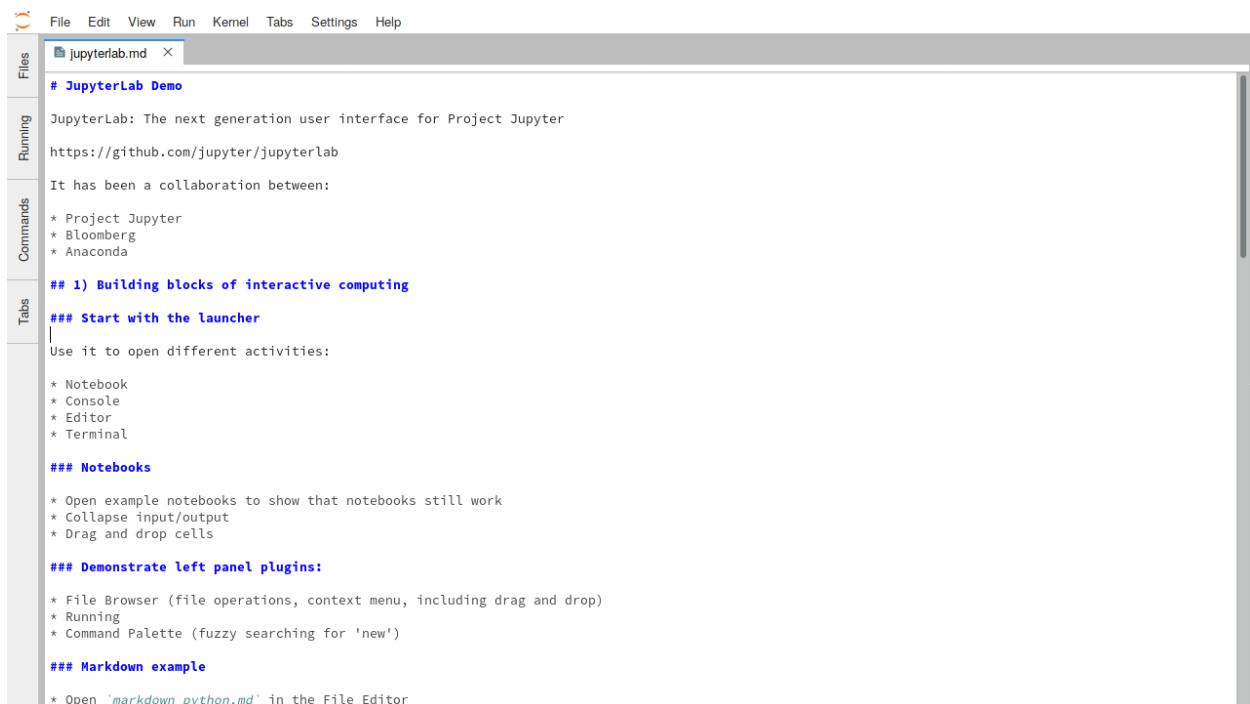 File Edit View Run Kernel Tabs Settings Help
Files
Running
Commands
Tabs
jupyterlab.md ×
# JupyterLab Demo
JupyterLab: The next generation user interface for Project Jupyter
https://github.com/jupyter/jupyterlab
It has been a collaboration between:
* Project Jupyter
* Bloomberg
* Anaconda
## 1) Building blocks of interactive computing
### Start with the launcher
Use it to open different activities:
* Notebook
* Console
* Editor
* Terminal
### Notebooks
* Open example notebooks to show that notebooks still work
* Collapse input/output
* Drag and drop cells
### Demonstrate left panel plugins:
* File Browser (file operations, context menu, including drag and drop)
* Running
* Command Palette (fuzzy searching for 'new')
### Markdown example
* Open `markdown_python.md` in the File Editor